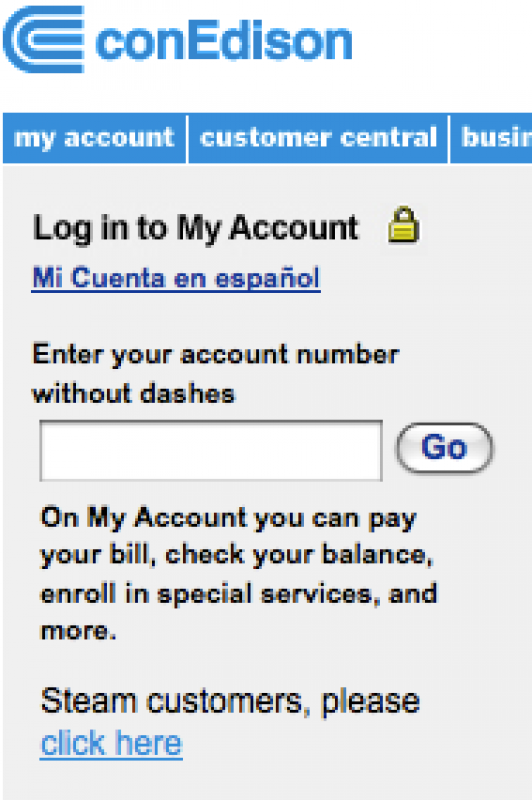 conEdison
my account customer central busin
Log in to My Account
Mi Cuenta en español
Enter your account number
without dashes
Go
On My Account you can pay
your bill, check your balance,
enroll in special services, and
more.
Steam customers, please
click here